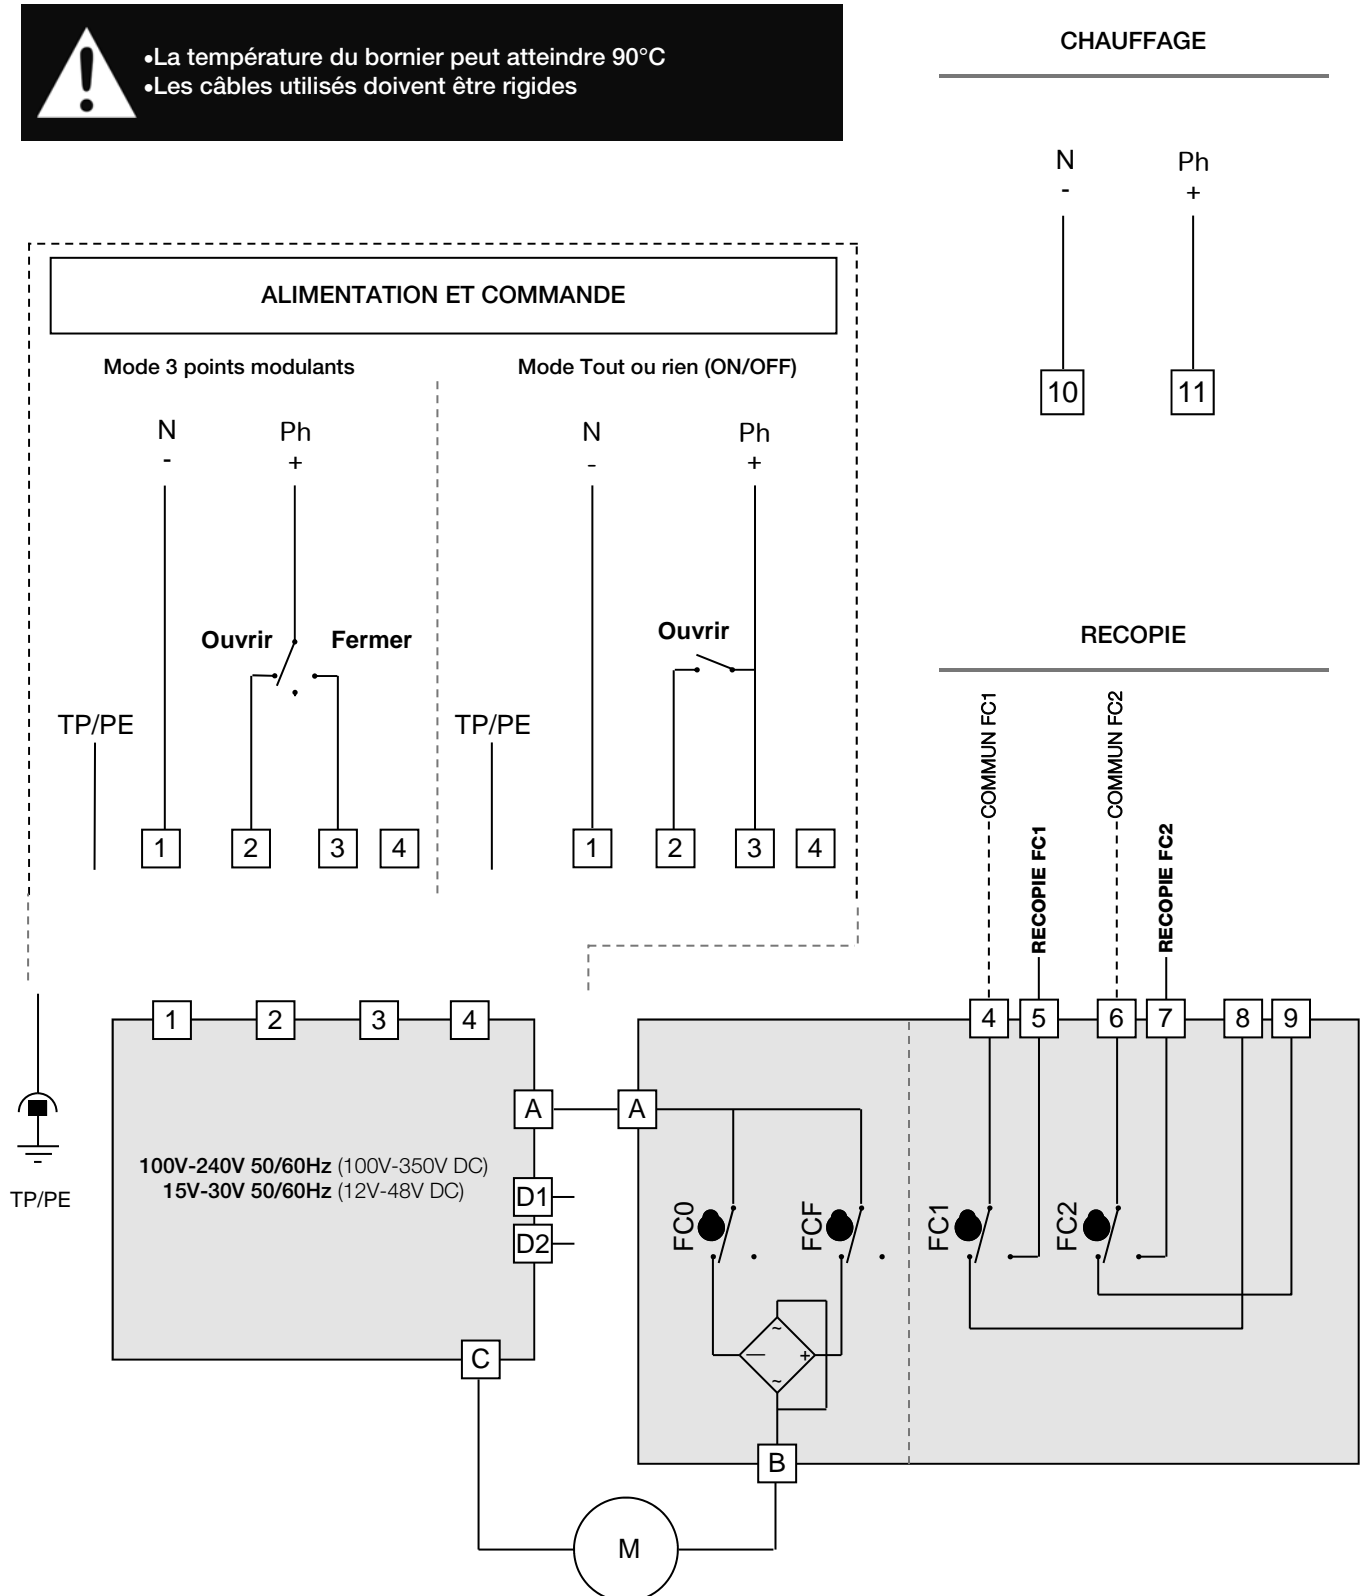 •La température du bornier peut atteindre 90°C
•Les câbles utilisés doivent être rigides
CHAUFFAGE
N Ph
- +
10 11
ALIMENTATION ET COMMANDE
Mode 3 points modulants
N Ph
- +
Ouvrir Fermer
TP/PE
1 2 3 4
Mode Tout ou rien (ON/OFF)
N Ph
- +
Ouvrir
TP/PE
1 2 3 4
RECOPIE
COMMUN FC1
RECOPIE FC1
COMMUN FC2
RECOPIE FC2
TP/PE
1 2 3 4
A
100V-240V 50/60Hz (100V-350V DC)
15V-30V 50/60Hz (12V-48V DC)
D1
D2
C
4 5 6 7 8 9
A
FC0 FCF FC1 FC2
~
— +
~
B
M